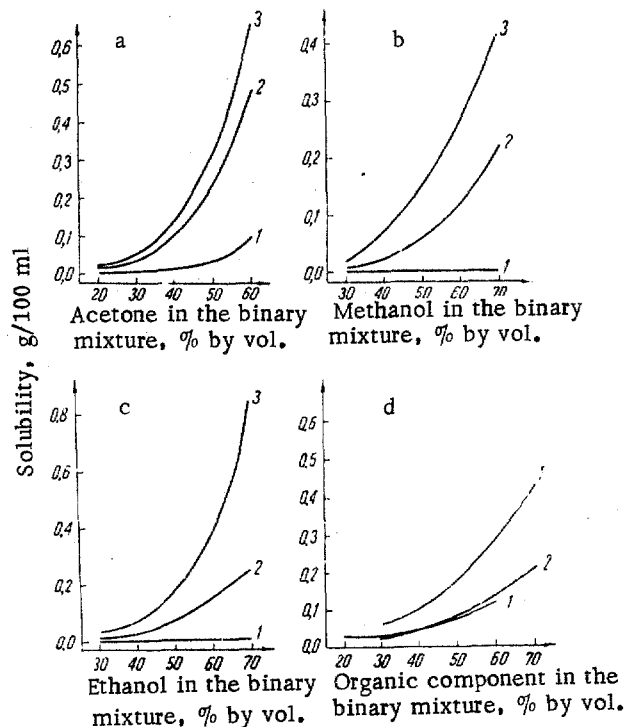 Solubility, g/100 ml
a
0,6
0,5
0,4
0,3
0,2
0,1
0,0
3
2
1
20 30 40 50 60
Acetone in the binary
mixture, % by vol.
b
0,4
0,3
0,2
0,1
0,0
3
2
1
30 40 50 60 70
Methanol in the binary
mixture, % by vol.
c
0,8
0,6
0,4
0,2
0,0
3
2
1
30 40 50 60 70
Ethanol in the binary
mixture, % by vol.
d
0,6
0,5
0,4
0,3
0,2
0,1
0,0
2
1
20 30 40 50 60 70
Organic component in the
binary mixture, % by vol.